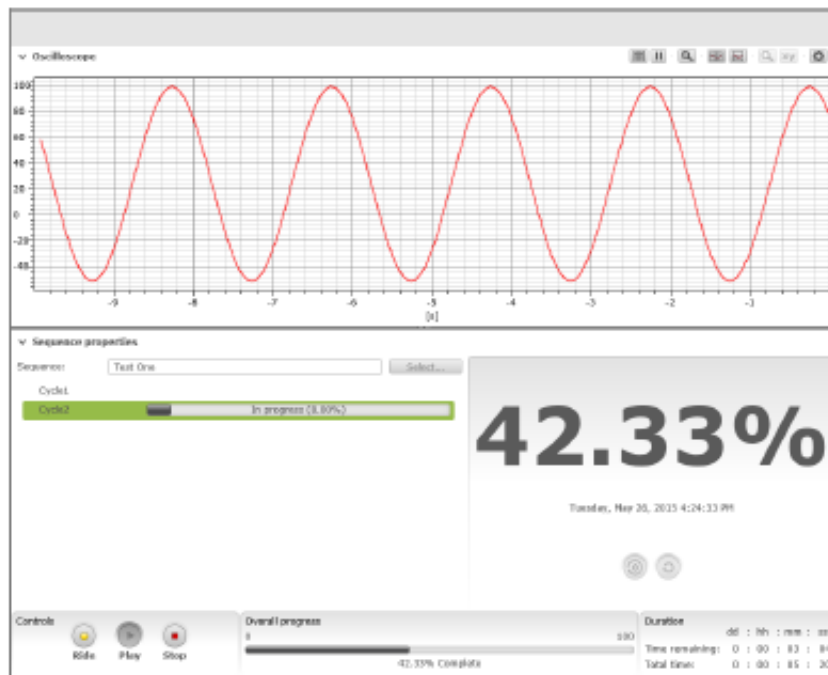 Oscilloscope
100
80
60
40
20
0
-20
-40
-9 -8 -7 -6 -5 -4 -3 -2 -1
[s]
Sequence properties
Sequence: Test One Select...
Cycle1
Cycle2 In progress (8.00%)
42.33%
Tuesday, May 26, 2015 4:24:33 PM
Controls
Ride Play Stop
Overall progress
0 100
42.33% Complete
Duration
dd : hh : mm :
Time remaining: 0 : 00 : 03 :
Total time: 0 : 00 : 05 :